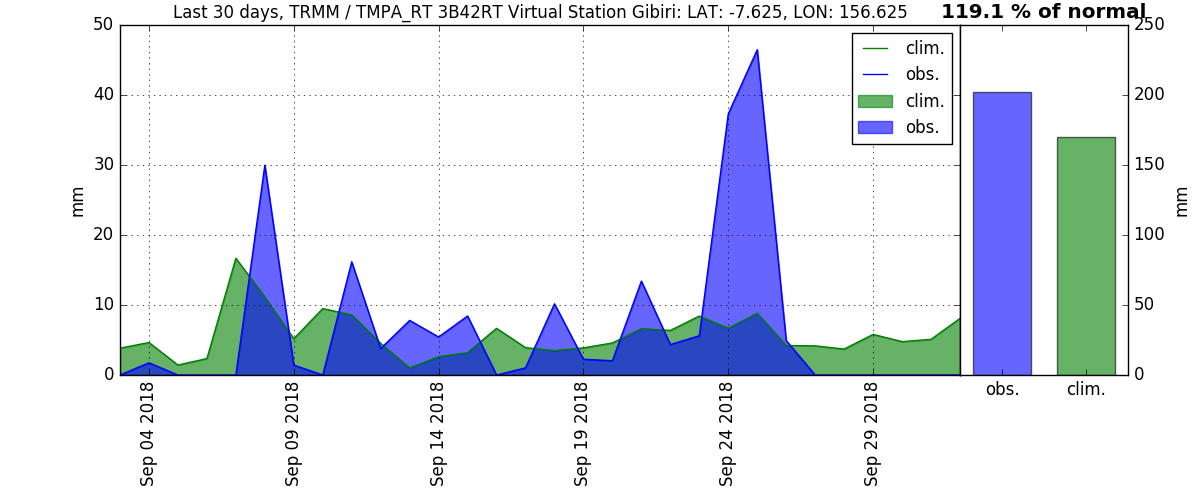 Last 30 days, TRMM / TMPA_RT 3B42RT Virtual Station Gibiri: LAT: -7.625, LON: 156.625
119.1 % of normal
50
40
30
20
10
0
mm
clim.
obs.
clim.
obs.
250
200
150
100
50
0
mm
Sep 04 2018
Sep 09 2018
Sep 14 2018
Sep 19 2018
Sep 24 2018
Sep 29 2018
obs.
clim.